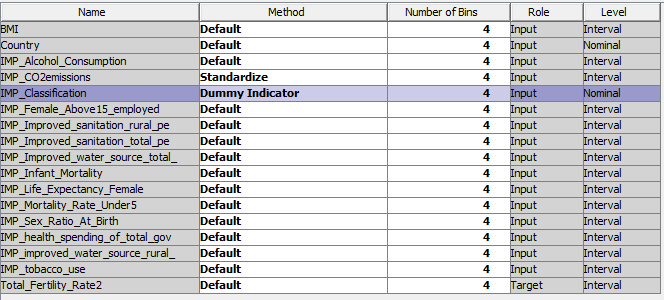 Name Method Number of Bins Role Level
BMI Default 4 Input Interval
Country Default 4 Input Nominal
IMP_Alcohol_Consumption Default 4 Input Interval
IMP_CO2emissions Standardize 4 Input Interval
IMP_Classification Dummy Indicator 4 Input Nominal
IMP_Female_Above15_employed Default 4 Input Interval
IMP_Improved_sanitation_rural_pe Default 4 Input Interval
IMP_Improved_sanitation_total_pe Default 4 Input Interval
IMP_Improved_water_source_total_ Default 4 Input Interval
IMP_Infant_Mortality Default 4 Input Interval
IMP_Life_Expectancy_Female Default 4 Input Interval
IMP_Mortality_Rate_Under5 Default 4 Input Interval
IMP_Sex_Ratio_At_Birth Default 4 Input Interval
IMP_health_spending_of_total_gov Default 4 Input Interval
IMP_improved_water_source_rural_ Default 4 Input Interval
IMP_tobacco_use Default 4 Input Interval
Total_Fertility_Rate2 Default 4 Target Interval